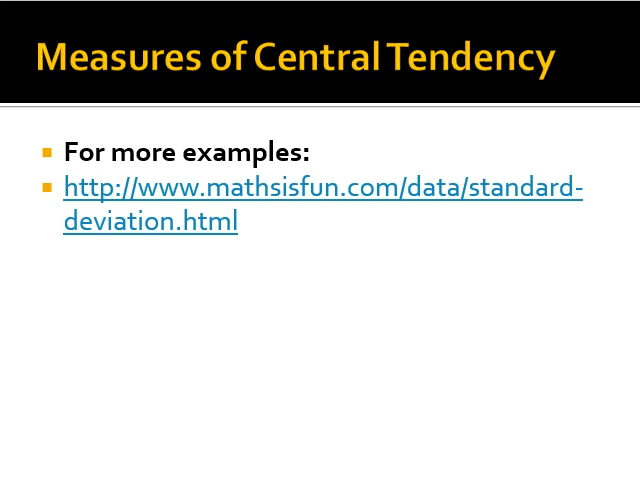 Measures of Central Tendency
For more examples:
http://www.mathsisfun.com/data/standard-
deviation.html